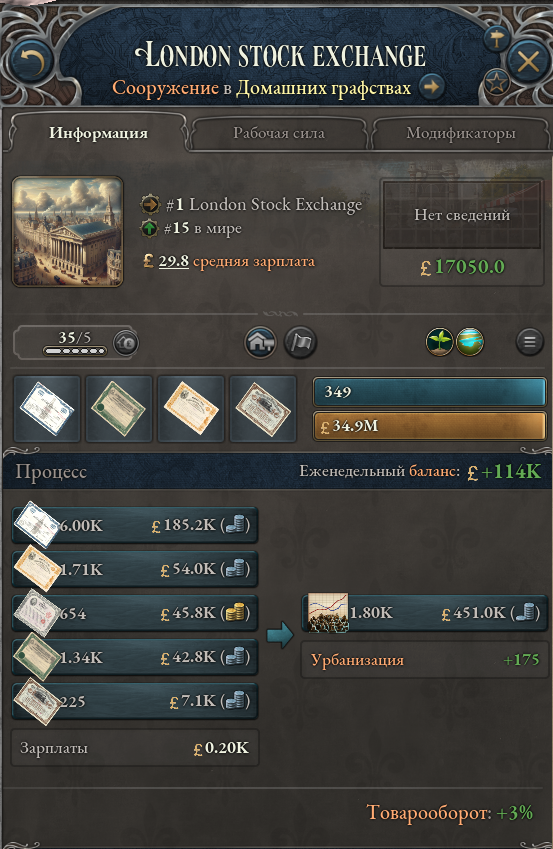 LONDON STOCK EXCHANGE
Сооружение в Домашних графствах
Информация
Рабочая сила
Модификаторы
#1 London Stock Exchange
#15 в мире
£ 29.8 средняя зарплата
Нет сведений
£17050.0
35/5
349
£34.9M
Процесс
Еженедельный баланс: £+114K
6.00K £185.2K ( )
1.71K £54.0K ( )
654 £45.8K ( )
1.34K £42.8K ( )
225 £7.1K ( )
Зарплаты £0.20K
1.80K £451.0K ( )
Урбанизация +175
Товарооборот: +3%